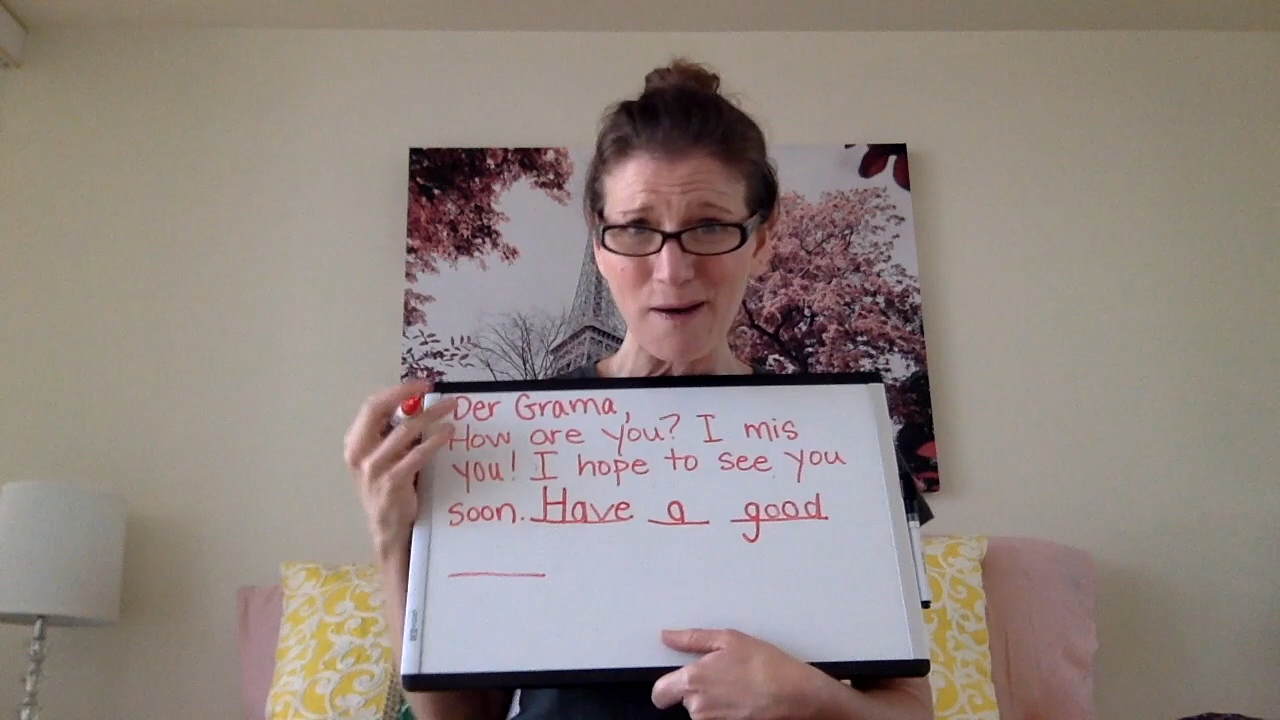 Der Grama,
How are you? I mis
you! I hope to see you
soon. Have a good